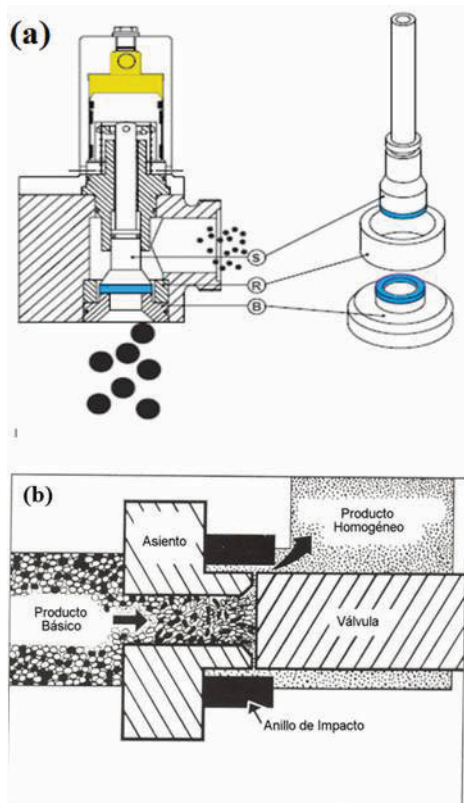 (a)
S
R
B
(b)
Asiento
Producto
Homogéneo
Producto
Básico
Válvula
Anillo de Impacto